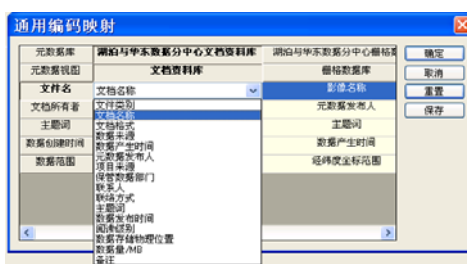 通用编码映射
元数据库 湖泊与华东数据分中心文档资料库 湖泊与华东数据分中心栅格
元数据视图 文档资料库 栅格数据库
文件名 文档名称 影像名称
文档所有者 元数据发布人
主题词 主题词
数据创建时间 数据产生时间
数据范围 经纬度坐标范围
文件类别
文档名称
文档格式
数据来源
数据产生时间
元数据发布人
项目来源
保管数据部门
联系人
联络方式
主题词
数据发布时间
阅读级别
数据存储物理位置
数据量/MB
备注
确定
取消
重置
保存